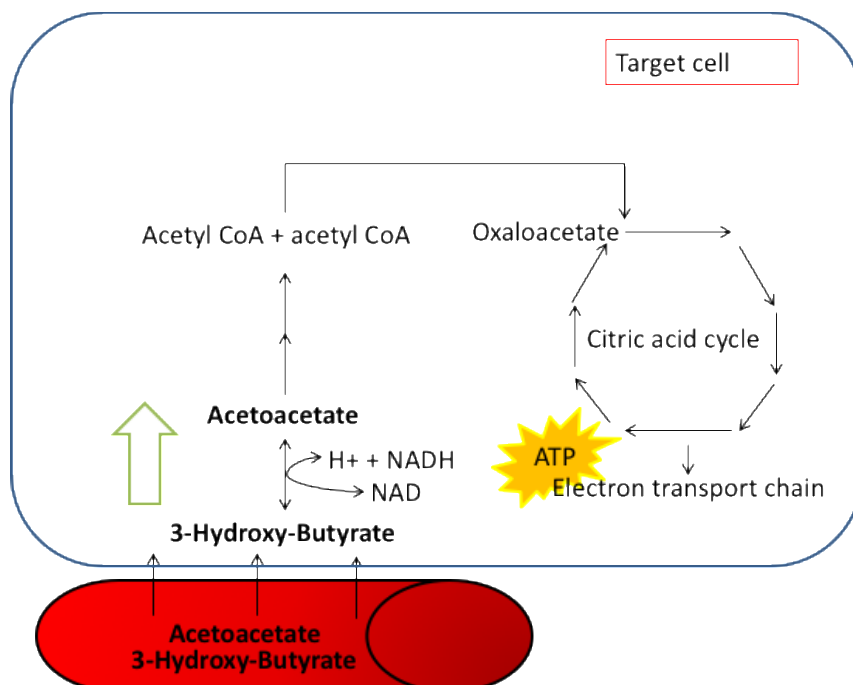 Target cell
Acetyl CoA + acetyl CoA
Oxaloacetate
Citric acid cycle
Acetoacetate
H+ + NADH
NAD
ATP
Electron transport chain
3-Hydroxy-Butyrate
Acetoacetate
3-Hydroxy-Butyrate